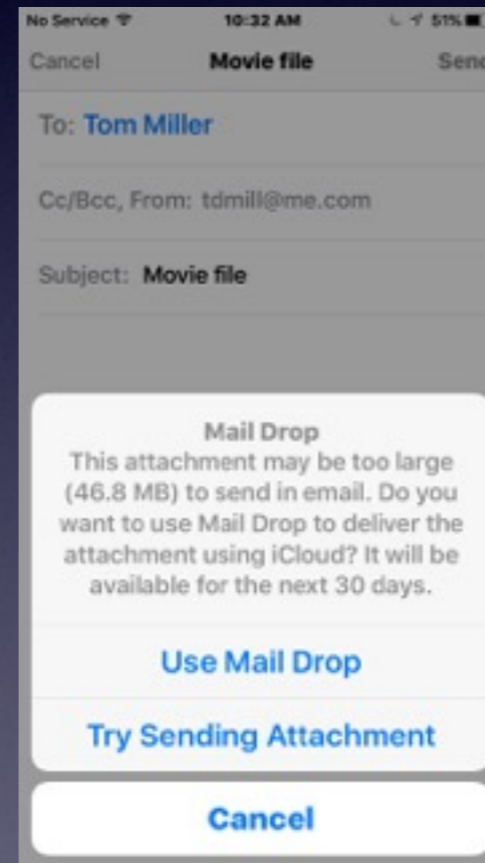 No Service 10:32 AM 51%
Cancel Movie file Send
To: Tom Miller
Cc/Bcc, From: tdmill@me.com
Subject: Movie file
Mail Drop
This attachment may be too large
(46.8 MB) to send in email. Do you
want to use Mail Drop to deliver the
attachment using iCloud? It will be
available for the next 30 days.
Use Mail Drop
Try Sending Attachment
Cancel